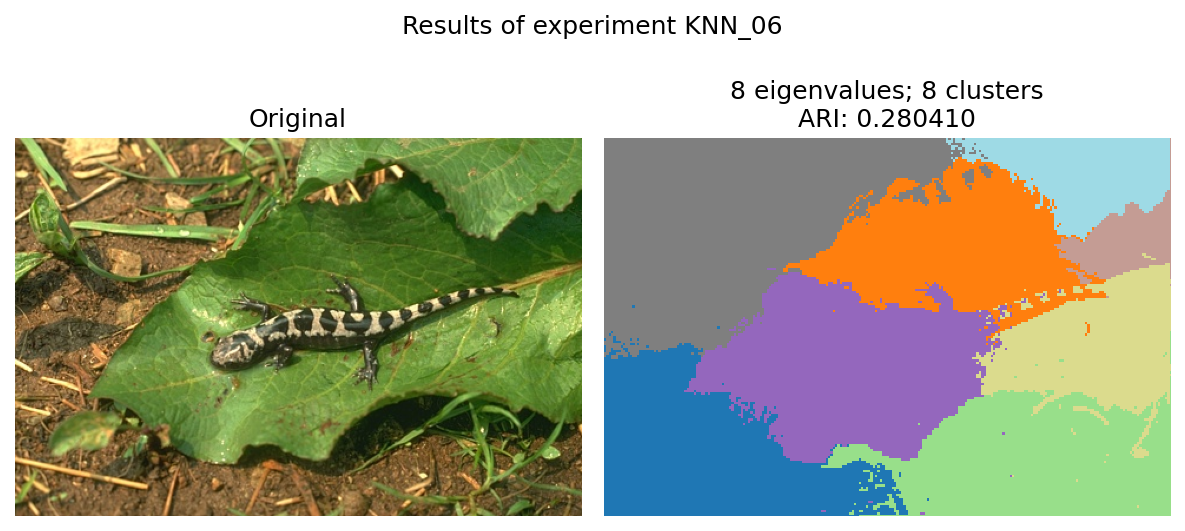 Results of experiment KNN_06
Original
8 eigenvalues; 8 clusters
ARI: 0.280410